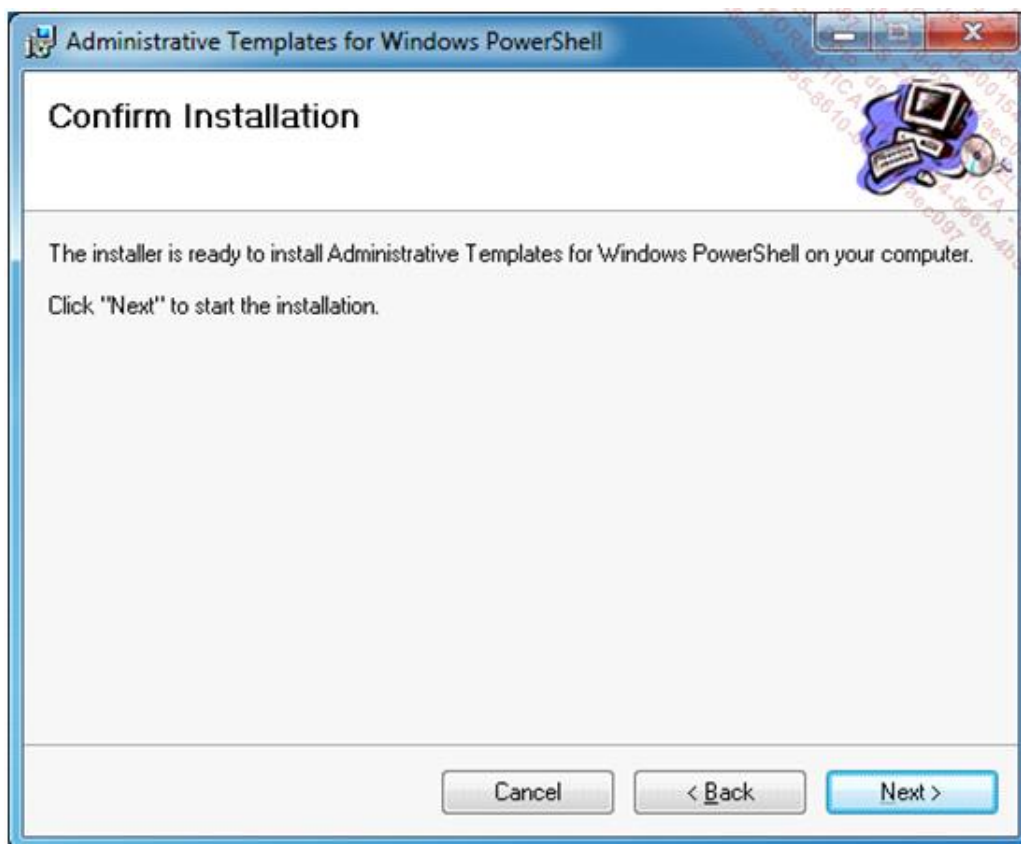 Administrative Templates for Windows PowerShell
Confirm Installation
The installer is ready to install Administrative Templates for Windows PowerShell on your computer.
Click "Next" to start the installation.
Cancel
< Back
Next >